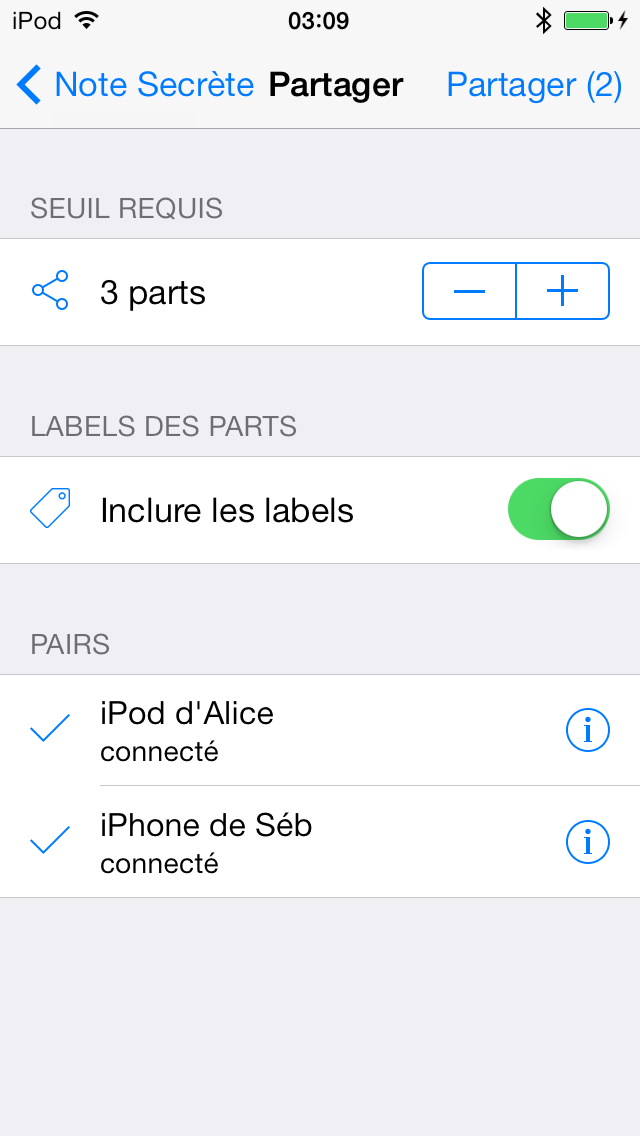 iPod 03:09
Note Secrète Partager Partager (2)
SEUIL REQUIS
3 parts
LABELS DES PARTS
Inclure les labels
PAIRS
iPod d'Alice
connecté
iPhone de Séb
connecté